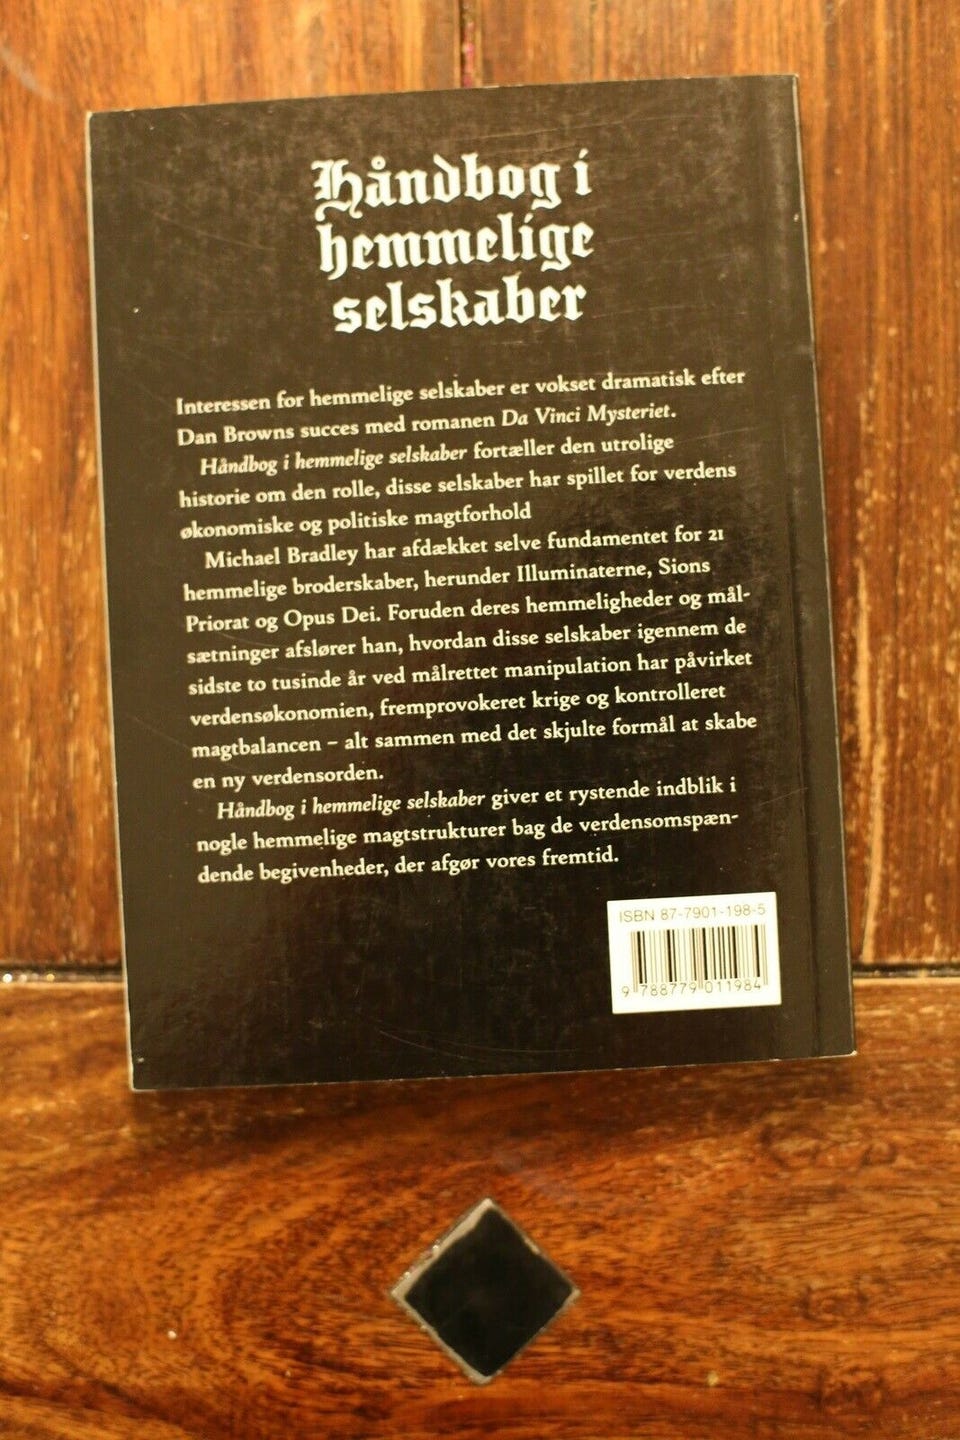 Håndbog i
hemmelige
selskaber
Interessen for hemmelige selskaber er vokset dramatisk efter
Dan Browns succes med romanen Da Vinci Mysteriet.
Håndbog i hemmelige selskaber fortæller den utrolige
historie om den rolle, disse selskaber har spillet for verdens
økonomiske og politiske magtforhold
Michael Bradley har afdækket selve fundamentet for 21
hemmelige broderskaber, herunder Illuminaterne, Sions
Priorat og Opus Dei. Foruden deres hemmeligheder og mål-
sætninger afslører han, hvordan disse selskaber igennem de
sidste to tusinde år ved målrettet manipulation har påvirket
verdensøkonomien, fremprovokeret krige og kontrolleret
magtbalancen – alt sammen med det skjulte formål at skabe
en ny verdensorden.
Håndbog i hemmelige selskaber giver et rystende indblik i
nogle hemmelige magtstrukturer bag de verdensomspæn-
dende begivenheder, der afgør vores fremtid.
ISBN 87-7901-198-5
9 788779 011984